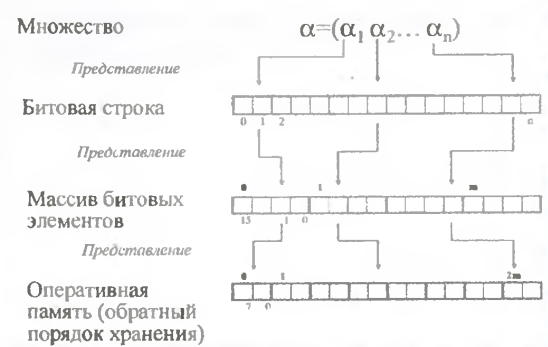 Множество α=(α₁ α₂... αₙ)
Представление
Битовая строка
0 1 2 n
Представление
0 1 m
Массив битовых
элементов
15 1 0
Представление
0 1 2m
Оперативная
память (обратный
порядок хранения)
7 0